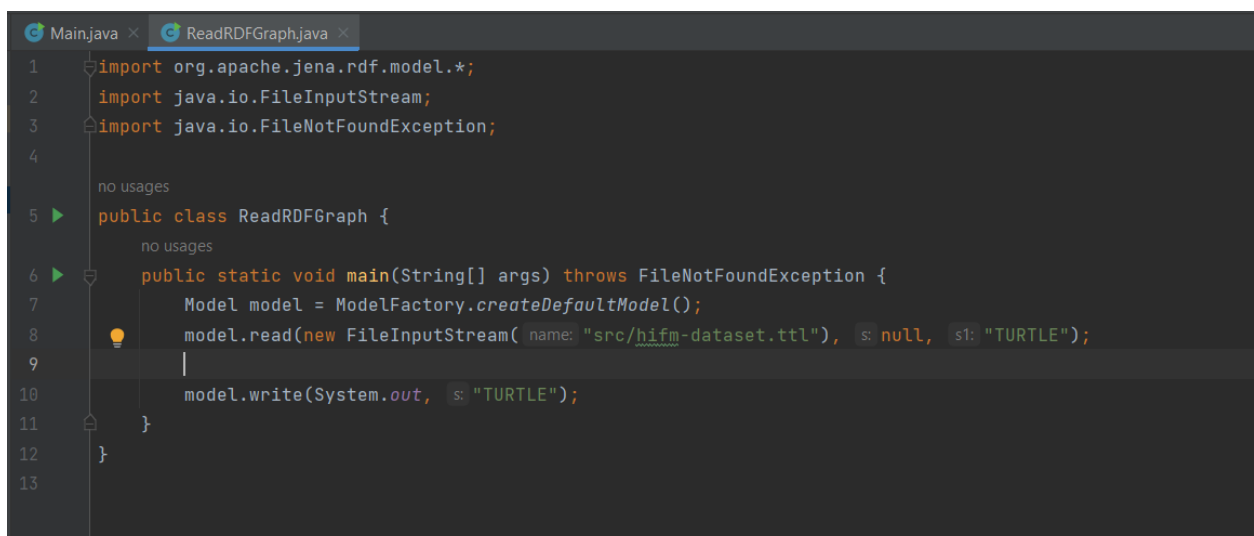 Main.java ReadRDFGraph.java
1 import org.apache.jena.rdf.model.*;
2 import java.io.FileInputStream;
3 import java.io.FileNotFoundException;
4
no usages
5 public class ReadRDFGraph {
no usages
6 public static void main(String[] args) throws FileNotFoundException {
7 Model model = ModelFactory.createDefaultModel();
8 model.read(new FileInputStream( name: "src/hifm-dataset.ttl"), s: null, s1: "TURTLE");
9
10 model.write(System.out, s: "TURTLE");
11 }
12 }
13